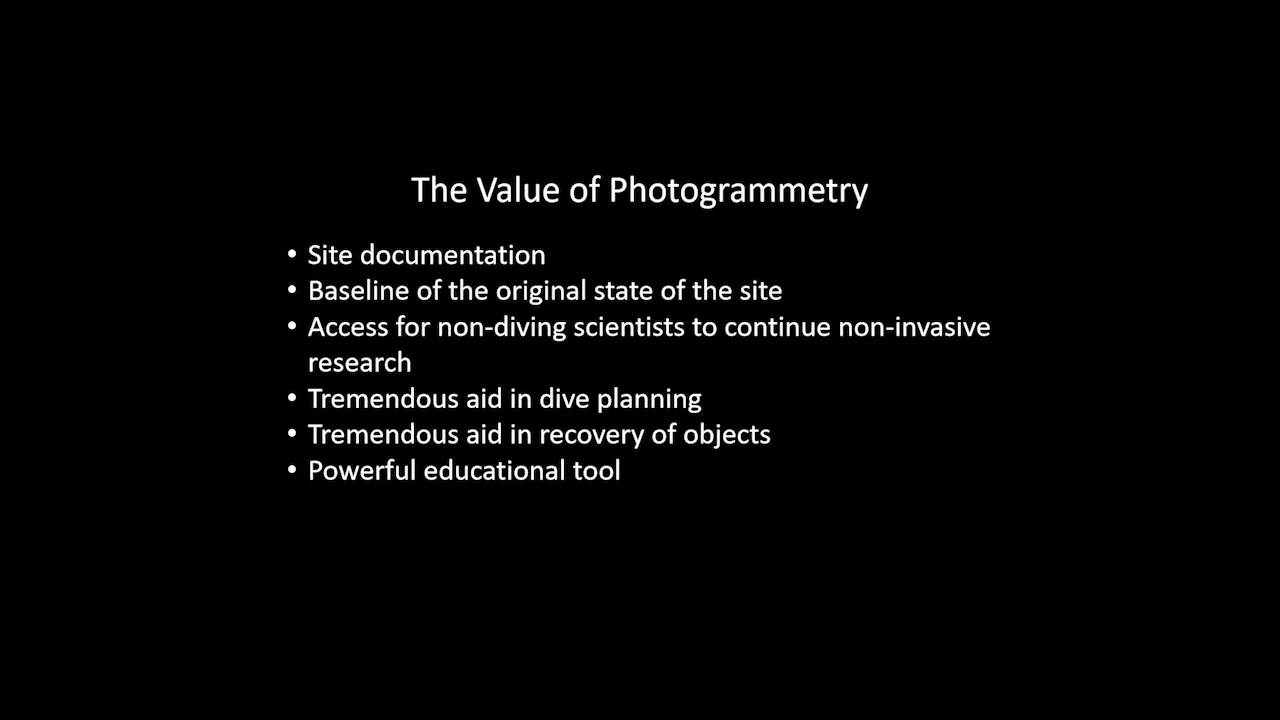 The Value of Photogrammetry
• Site documentation
• Baseline of the original state of the site
• Access for non-diving scientists to continue non-invasive
research
• Tremendous aid in dive planning
• Tremendous aid in recovery of objects
• Powerful educational tool